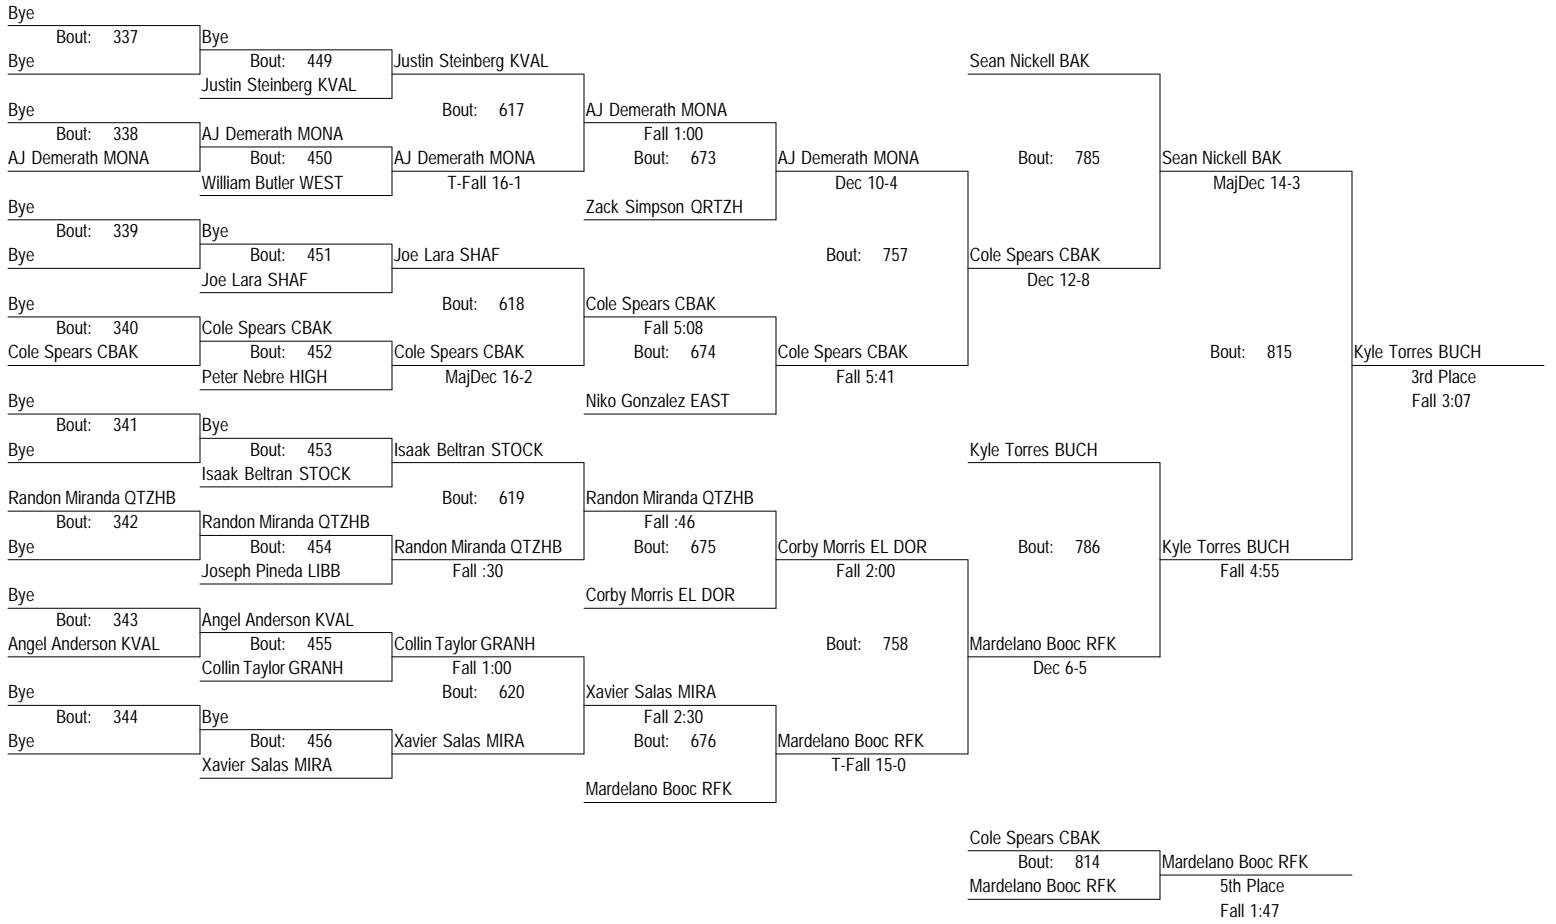 Bye
Bout: 337
Bye
Bye
Bout: 338
AJ Demerath MONA
Bye
Bout: 339
Bye
Bye
Bout: 340
Cole Spears CBAK
Bye
Bout: 341
Bye
Randon Miranda QTZHB
Bout: 342
Bye
Bye
Bout: 343
Angel Anderson KVAL
Bye
Bout: 344
Bye
Bye
Bout: 449
Justin Steinberg KVAL
AJ Demerath MONA
Bout: 450
William Butler WEST
Bye
Bout: 451
Joe Lara SHAF
Cole Spears CBAK
Bout: 452
Peter Nebre HIGH
Bye
Bout: 453
Isaak Beltran STOCK
Randon Miranda QTZHB
Bout: 454
Joseph Pineda LIBB
Angel Anderson KVAL
Bout: 455
Collin Taylor GRANH
Bye
Bout: 456
Xavier Salas MIRA
Justin Steinberg KVAL
Bout: 617
AJ Demerath MONA
T-Fall 16-1
Joe Lara SHAF
Bout: 618
Cole Spears CBAK
MajDec 16-2
Isaak Beltran STOCK
Bout: 619
Randon Miranda QTZHB
Fall :30
Collin Taylor GRANH
Fall 1:00
Bout: 620
Xavier Salas MIRA
AJ Demerath MONA
Fall 1:00
Bout: 673
Zack Simpson QRTZH
Cole Spears CBAK
Fall 5:08
Bout: 674
Niko Gonzalez EAST
Randon Miranda QTZHB
Fall :46
Bout: 675
Corby Morris EL DOR
Xavier Salas MIRA
Fall 2:30
Bout: 676
Mardelano Booc RFK
AJ Demerath MONA
Dec 10-4
Bout: 757
Cole Spears CBAK
Fall 5:41
Corby Morris EL DOR
Fall 2:00
Bout: 758
Mardelano Booc RFK
T-Fall 15-0
Sean Nickell BAK
Bout: 785
Cole Spears CBAK
Dec 12-8
Kyle Torres BUCH
Bout: 786
Mardelano Booc RFK
Dec 6-5
Sean Nickell BAK
MajDec 14-3
Bout: 815
Kyle Torres BUCH
Fall 4:55
Kyle Torres BUCH
3rd Place
Fall 3:07
Cole Spears CBAK
Bout: 814
Mardelano Booc RFK
Mardelano Booc RFK
5th Place
Fall 1:47